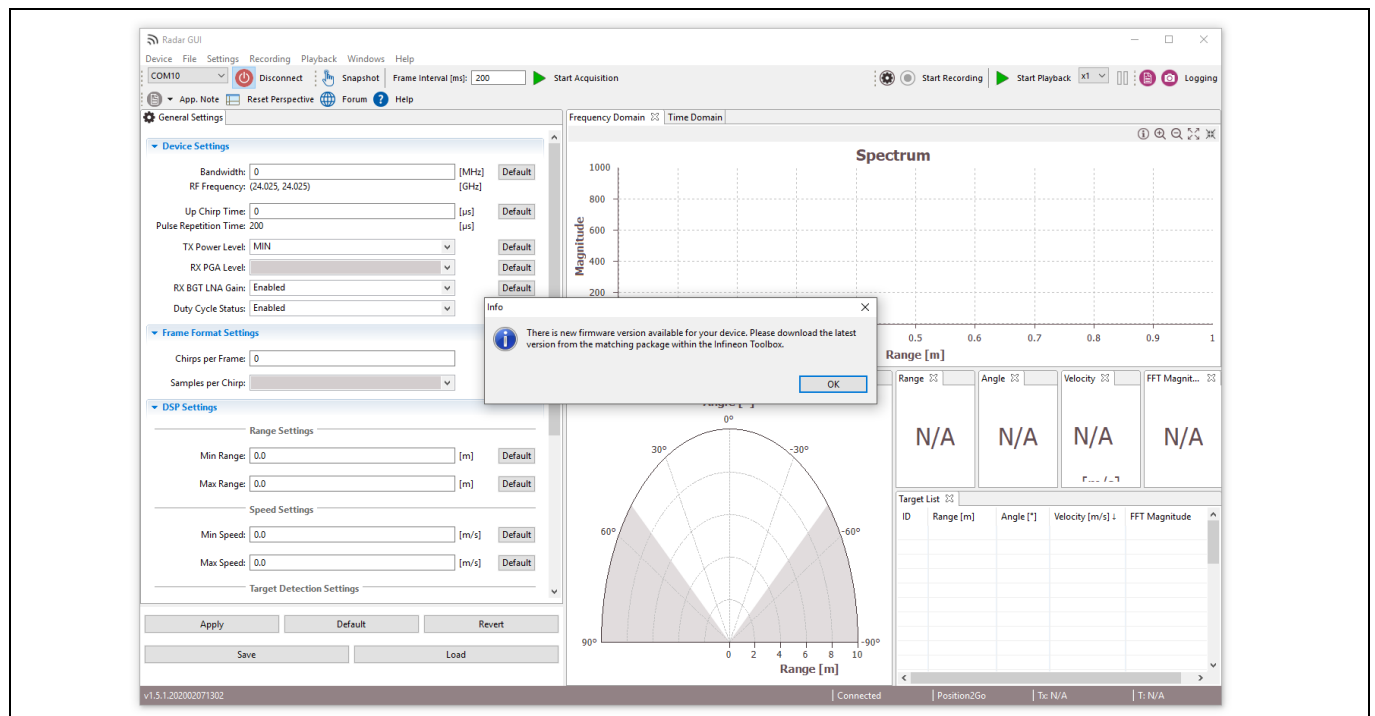 Radar GUI
Device File Settings Recording Playback Windows Help
COM10 Disconnect Snapshot Frame Interval [ms]: 200 Start Acquisition Start Recording Start Playback x1 Logging
App. Note Reset Perspective Forum Help
General Settings
Device Settings
Bandwidth: 0 [MHz] Default
RF Frequency: (24.025, 24.025) [GHz]
Up Chirp Time: 0 [µs] Default
Pulse Repetition Time: 200 [µs]
TX Power Level: MIN Default
RX PGA Level: Default
RX BGT LNA Gain: Enabled Default
Duty Cycle Status: Enabled
Frame Format Settings
Chirps per Frame: 0
Samples per Chirp:
DSP Settings
Range Settings
Min Range: 0.0 [m] Default
Max Range: 0.0 [m] Default
Speed Settings
Min Speed: 0.0 [m/s] Default
Max Speed: 0.0 [m/s] Default
Target Detection Settings
Apply Default Revert
Save Load
Frequency Domain Time Domain
Spectrum
Magnitude
1000
800
600
400
200
0.5 0.6 0.7 0.8 0.9 1
Range [m]
Info
There is new firmware version available for your device. Please download the latest
version from the matching package within the Infineon Toolbox.
OK
0°
30° -30°
60° -60°
90° -90°
0 2 4 6 8 10
Range [m]
Range Angle Velocity FFT Magnit...
N/A N/A N/A N/A
Target List
ID Range [m] Angle [°] Velocity [m/s]↓ FFT Magnitude
v1.5.1.202002071302 Connected Position2Go Tx: N/A T: N/A